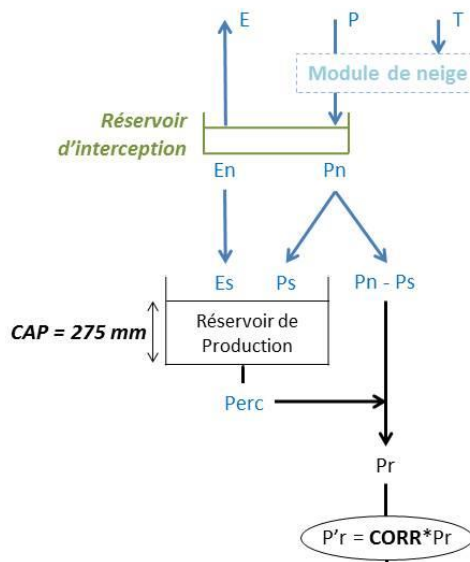 E P T
Module de neige
Réservoir
d'interception
En Pn
Es Ps Pn - Ps
CAP = 275 mm
Réservoir de
Production
Perc
Pr
P'r = CORR*Pr